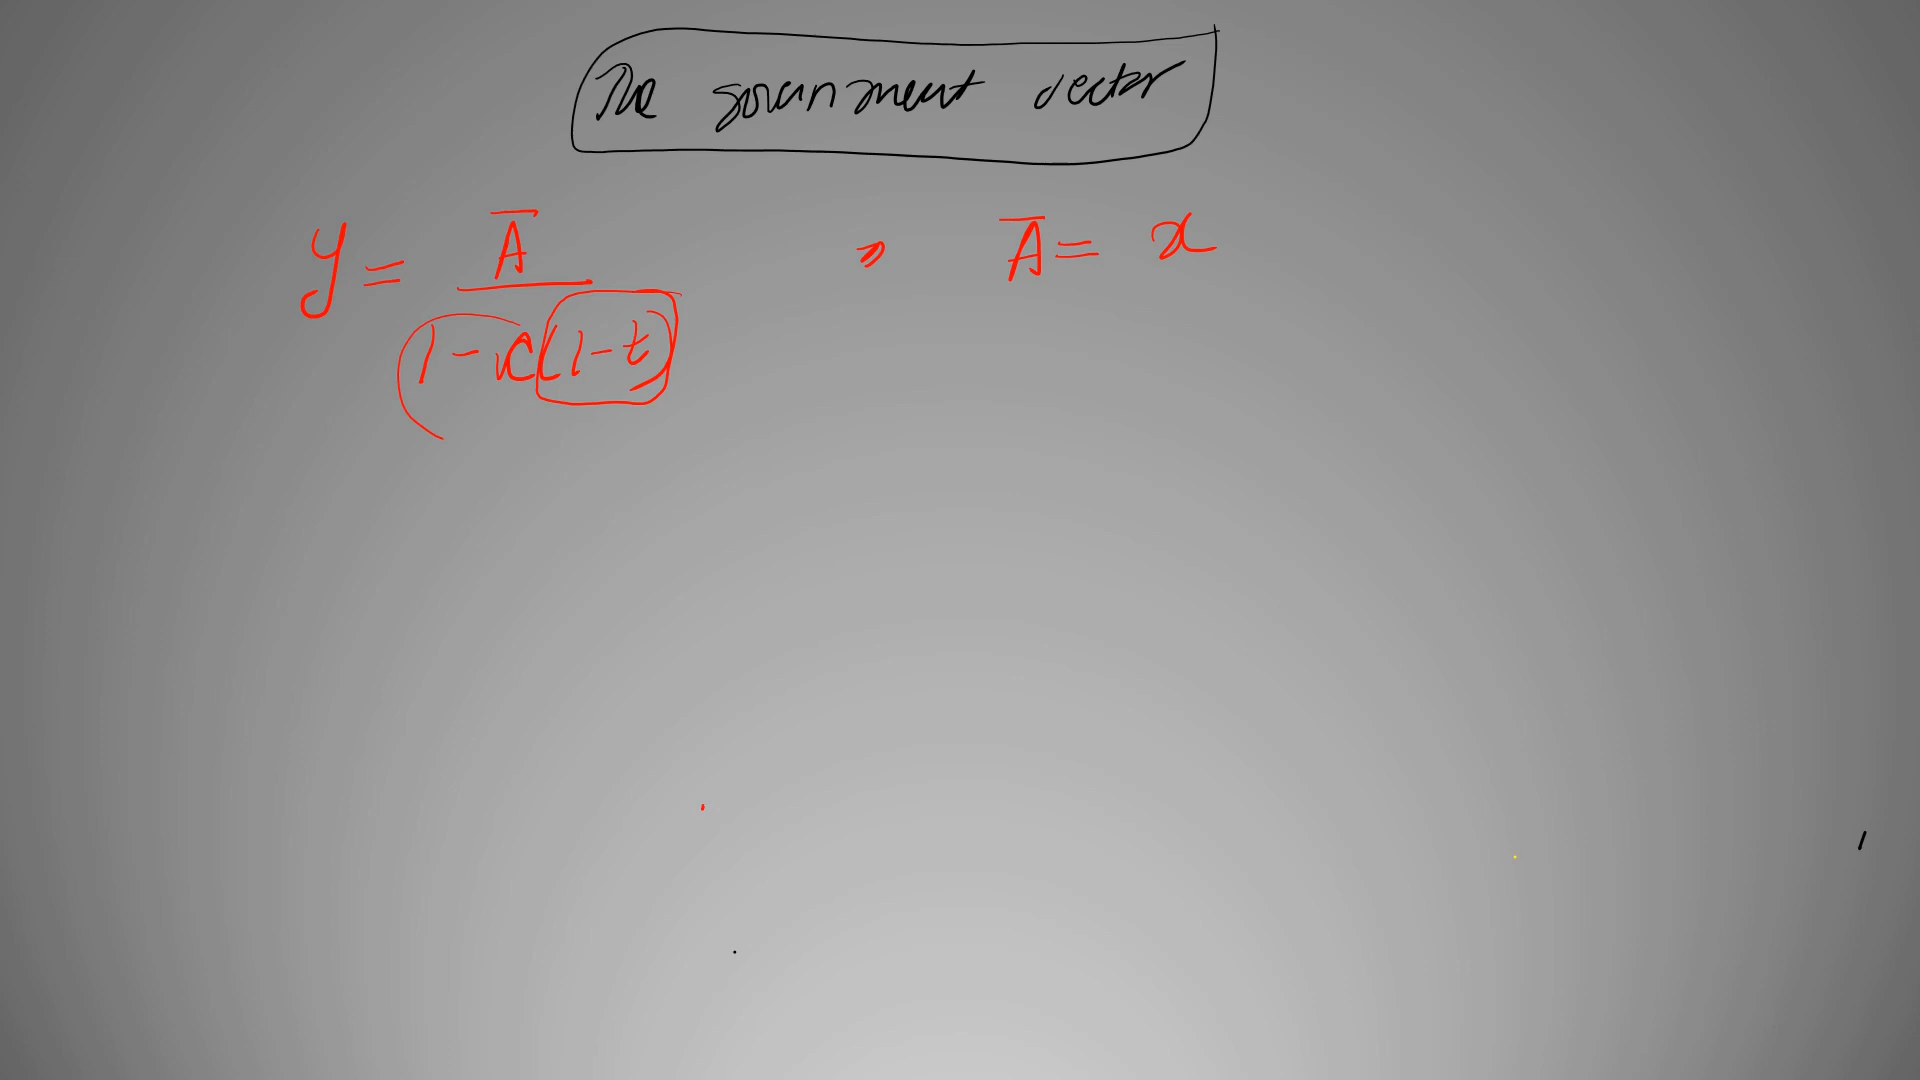 The government sector
y = A̅ / (1-c(1-t) , A̅ = x